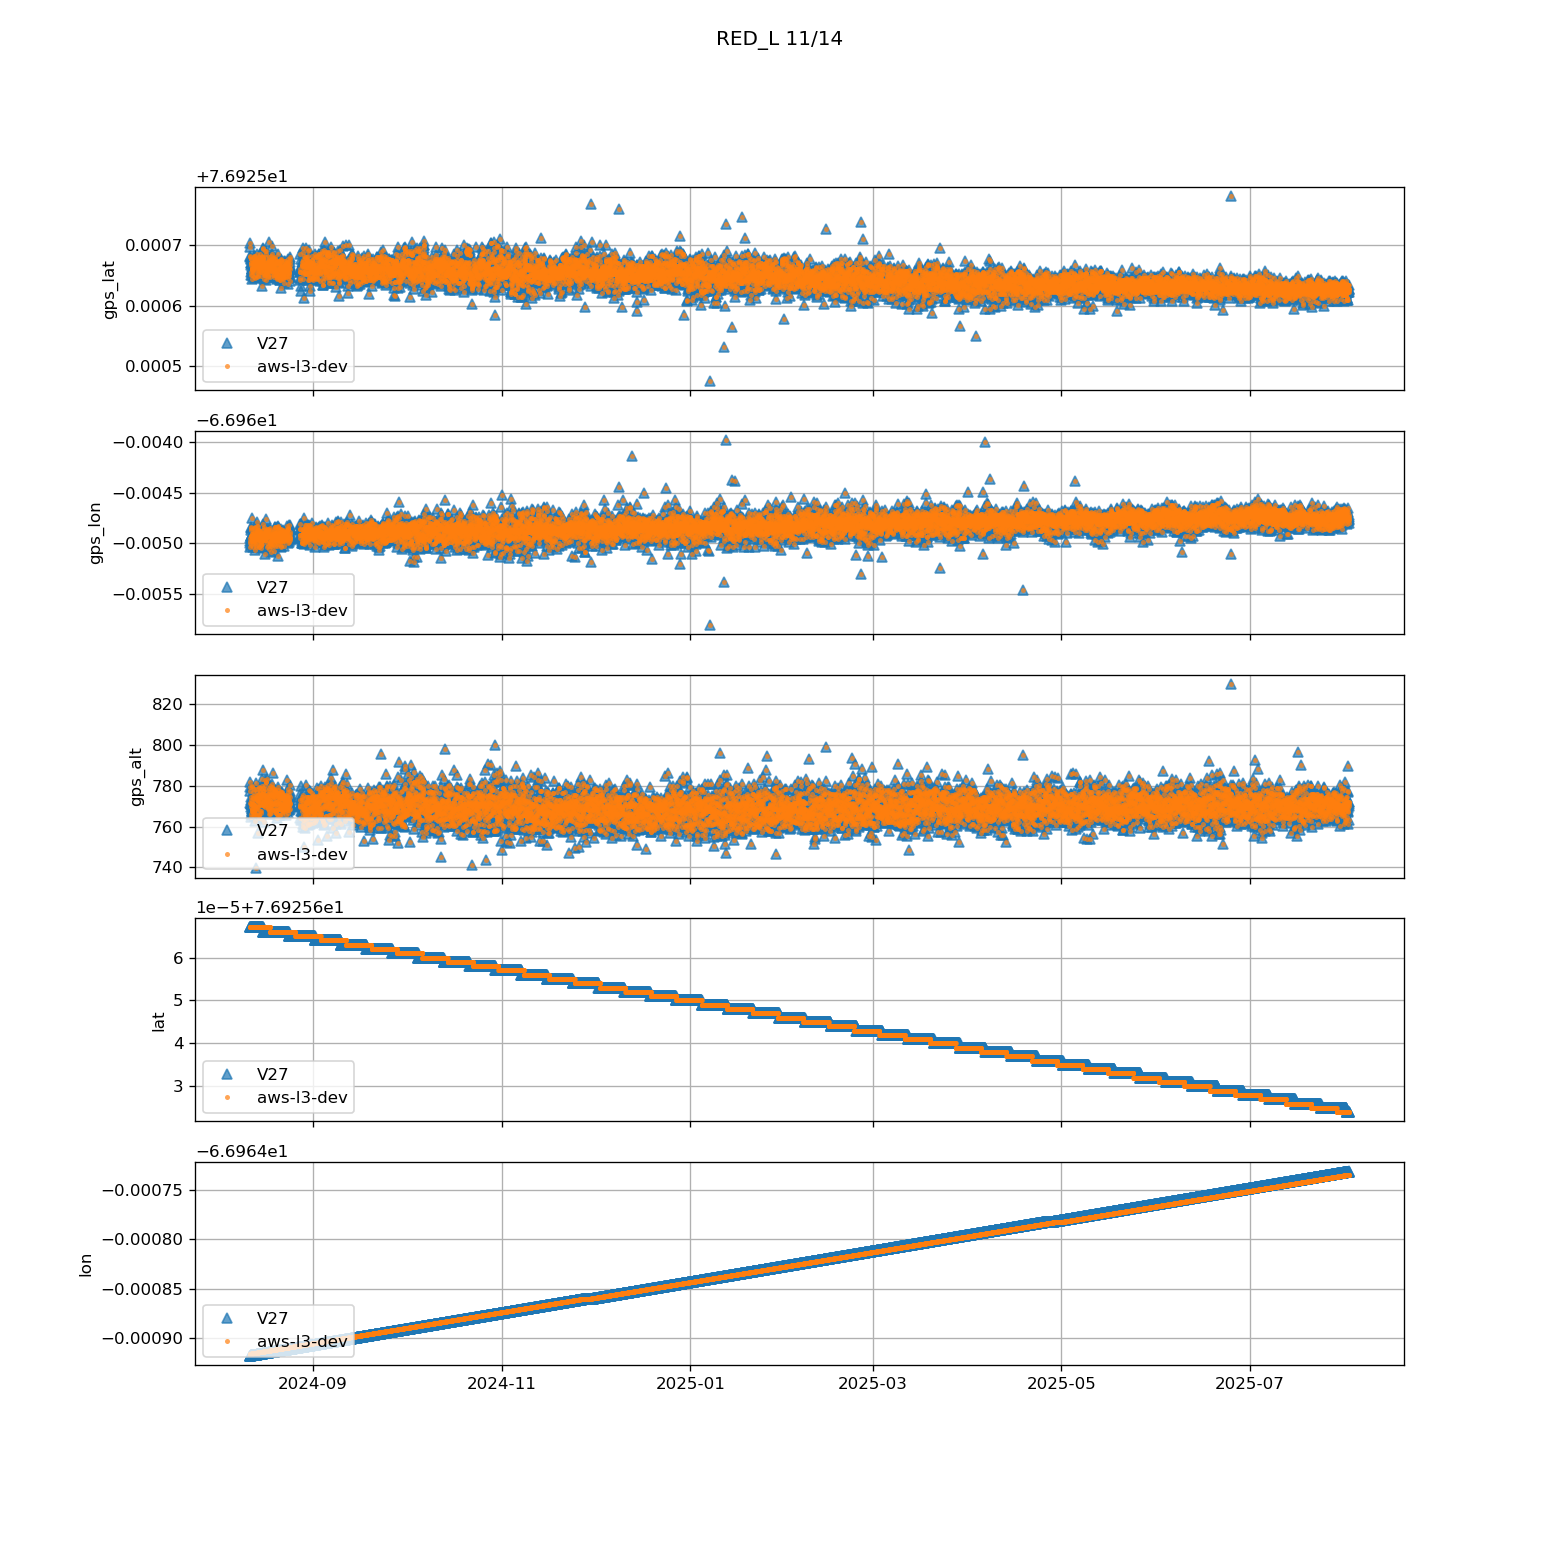 RED_L 11/14
+7.6925e1
0.0007
0.0006
0.0005
gps_lat
V27
aws-l3-dev
−6.696e1
−0.0040
−0.0045
−0.0050
−0.0055
gps_lon
V27
aws-l3-dev
820
800
780
760
740
gps_alt
V27
aws-l3-dev
1e−5+7.69256e1
6
5
4
3
lat
V27
aws-l3-dev
−6.6964e1
−0.00075
−0.00080
−0.00085
−0.00090
lon
V27
aws-l3-dev
2024-09 2024-11 2025-01 2025-03 2025-05 2025-07